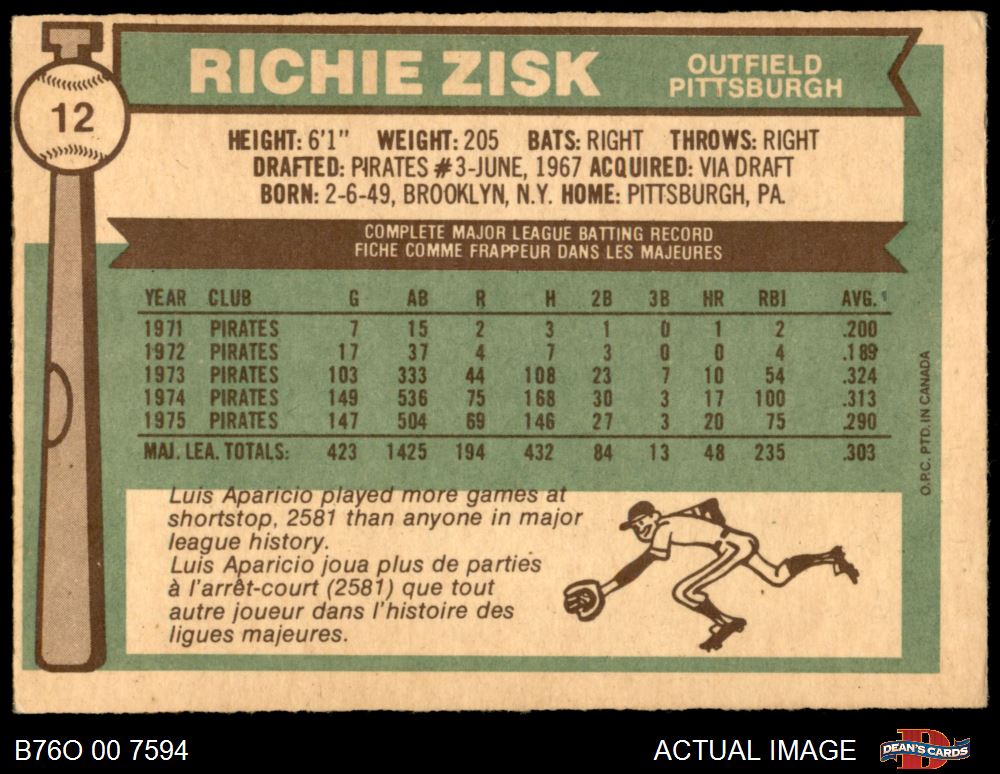 12
RICHIE ZISK
OUTFIELD
PITTSBURGH
HEIGHT: 6'1" WEIGHT: 205 BATS: RIGHT THROWS: RIGHT
DRAFTED: PIRATES #3-JUNE, 1967 ACQUIRED: VIA DRAFT
BORN: 2-6-49, BROOKLYN, N.Y. HOME: PITTSBURGH, PA.
COMPLETE MAJOR LEAGUE BATTING RECORD
FICHE COMME FRAPPEUR DANS LES MAJEURES
YEAR CLUB G AB R H 2B 3B HR RBI AVG.
1971 PIRATES 7 15 2 3 1 0 1 2 .200
1972 PIRATES 17 37 4 7 3 0 0 4 .189
1973 PIRATES 103 333 44 108 23 7 10 54 .324
1974 PIRATES 149 536 75 168 30 3 17 100 .313
1975 PIRATES 147 504 69 146 27 3 20 75 .290
MAJ. LEA. TOTALS: 423 1425 194 432 84 13 48 235 .303
Luis Aparicio played more games at
shortstop, 2581 than anyone in major
league history.
Luis Aparicio joua plus de parties
à l'arrêt-court (2581) que tout
autre joueur dans l'histoire des
ligues majeures.
O.P.C. PTD. IN CANADA
B76O 00 7594
ACTUAL IMAGE
DEAN'S CARDS